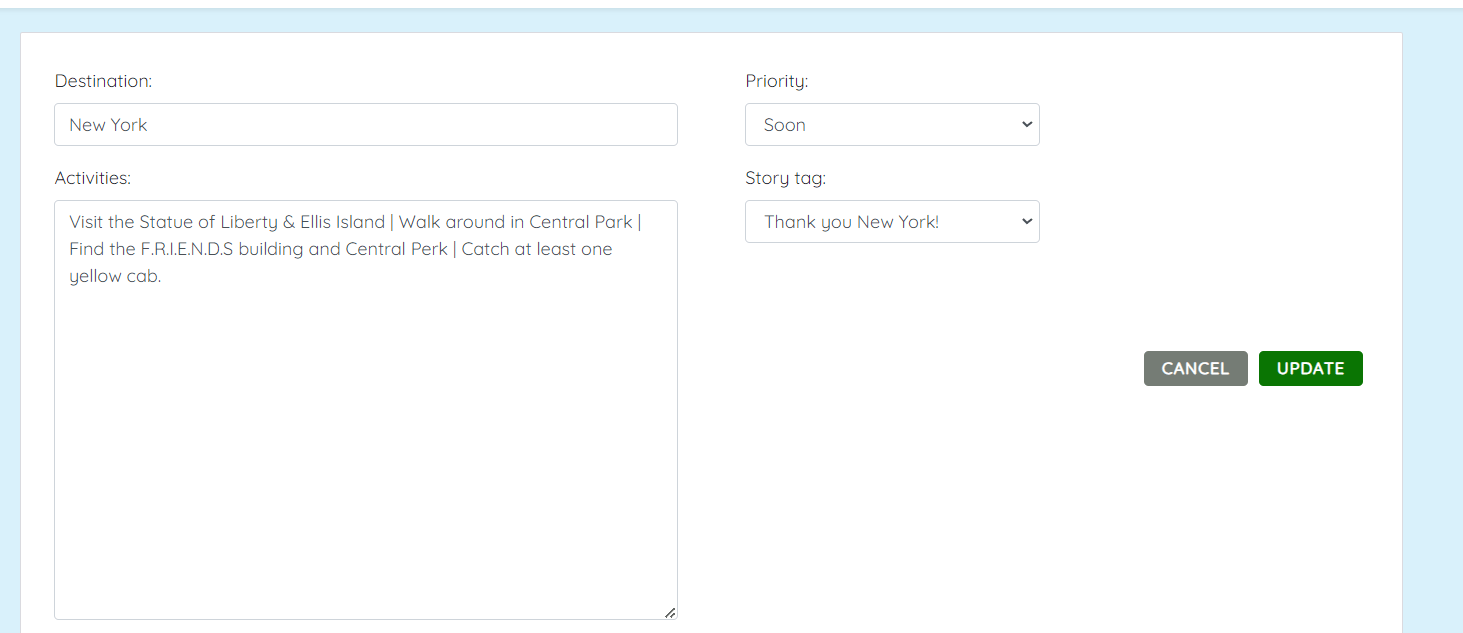 Destination:
New York
Activities:
Visit the Statue of Liberty & Ellis Island | Walk around in Central Park |
Find the F.R.I.E.N.D.S building and Central Perk | Catch at least one
yellow cab.
Priority:
Soon
Story tag:
Thank you New York!
CANCEL
UPDATE